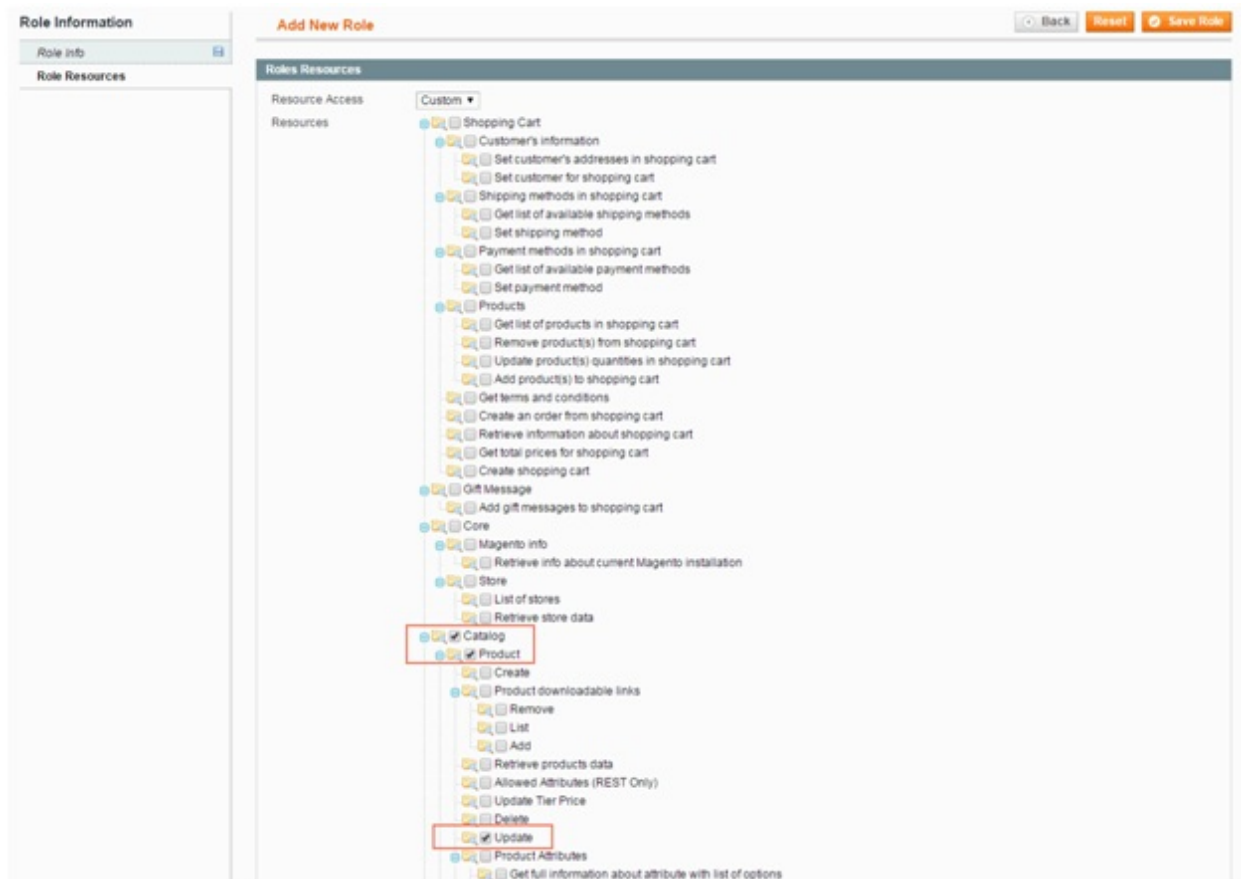 Role Information
Add New Role
Back Reset Save Role
Role Info
Role Resources
Roles Resources
Resource Access Custom
Resources Shopping Cart
Customer's information
Set customer's addresses in shopping cart
Set customer for shopping cart
Shipping methods in shopping cart
Get list of available shipping methods
Set shipping method
Payment methods in shopping cart
Get list of available payment methods
Set payment method
Products
Get list of products in shopping cart
Remove product(s) from shopping cart
Update product(s) quantities in shopping cart
Add product(s) to shopping cart
Get terms and conditions
Create an order from shopping cart
Retrieve information about shopping cart
Get total prices for shopping cart
Create shopping cart
Gift Message
Add gift messages to shopping cart
Core
Magento info
Retrieve info about current Magento installation
Store
List of stores
Retrieve store data
Catalog
Product
Create
Product downloadable links
Remove
List
Add
Retrieve products data
Allowed Attributes (REST Only)
Update Tier Price
Delete
Update
Product Attributes
Get full information about attribute with list of options